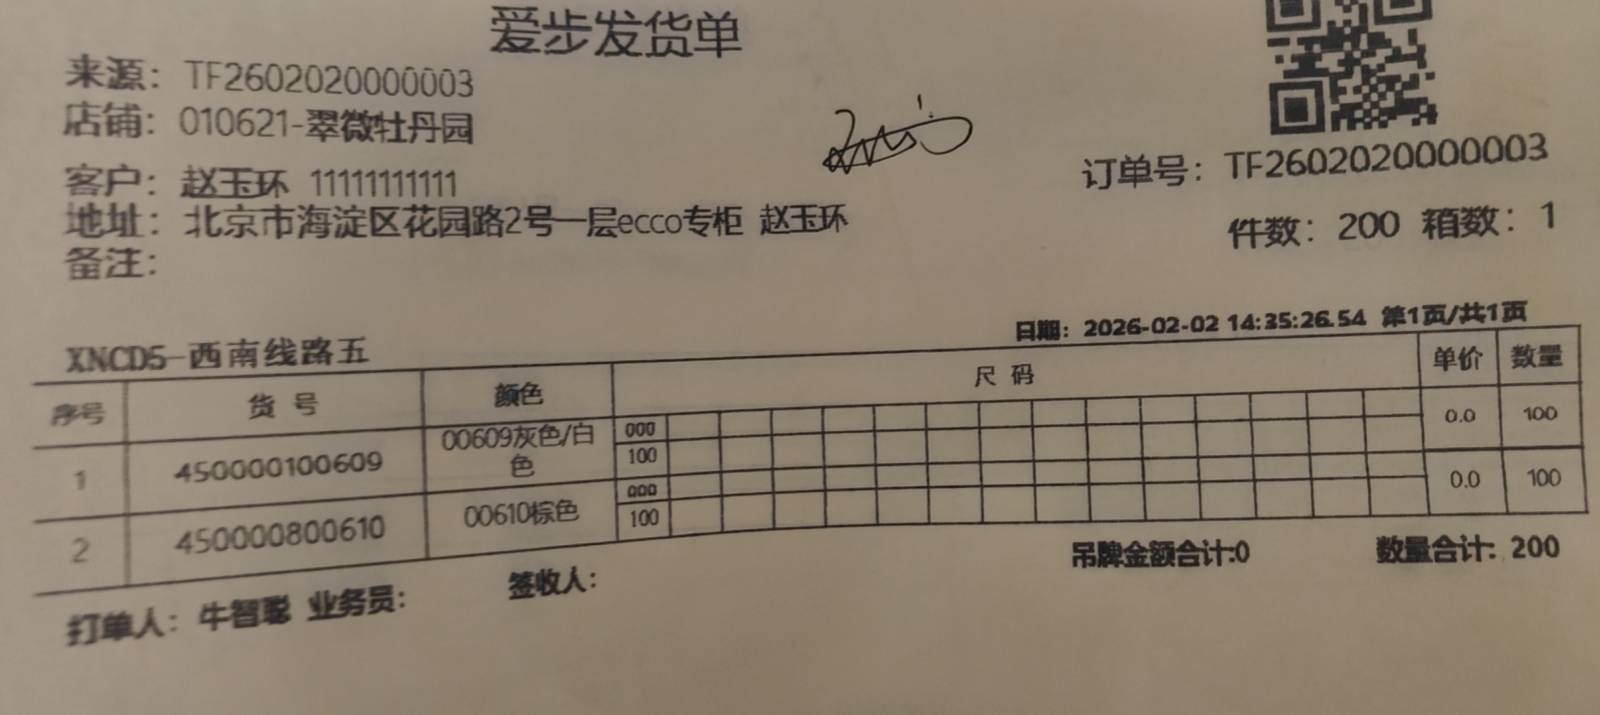 爱步发货单
来源：TF2602020000003
店铺：010621-翠微牡丹园
客户：赵玉环 11111111111
订单号：TF2602020000003
地址：北京市海淀区花园路2号一层ecco专柜 赵玉环
件数：200 箱数：1
备注：
日期：2026-02-02 14:35:26.54 第1页/共1页
XNCD5-西南线路五
序号 货号 颜色 尺码 单价 数量
1 450000100609 00609灰色/白色 000 100 0.0 100
2 450000800610 00610棕色 000 100 0.0 100
吊牌金额合计:0 数量合计: 200
打单人：牛智聪 业务员: 签收人: